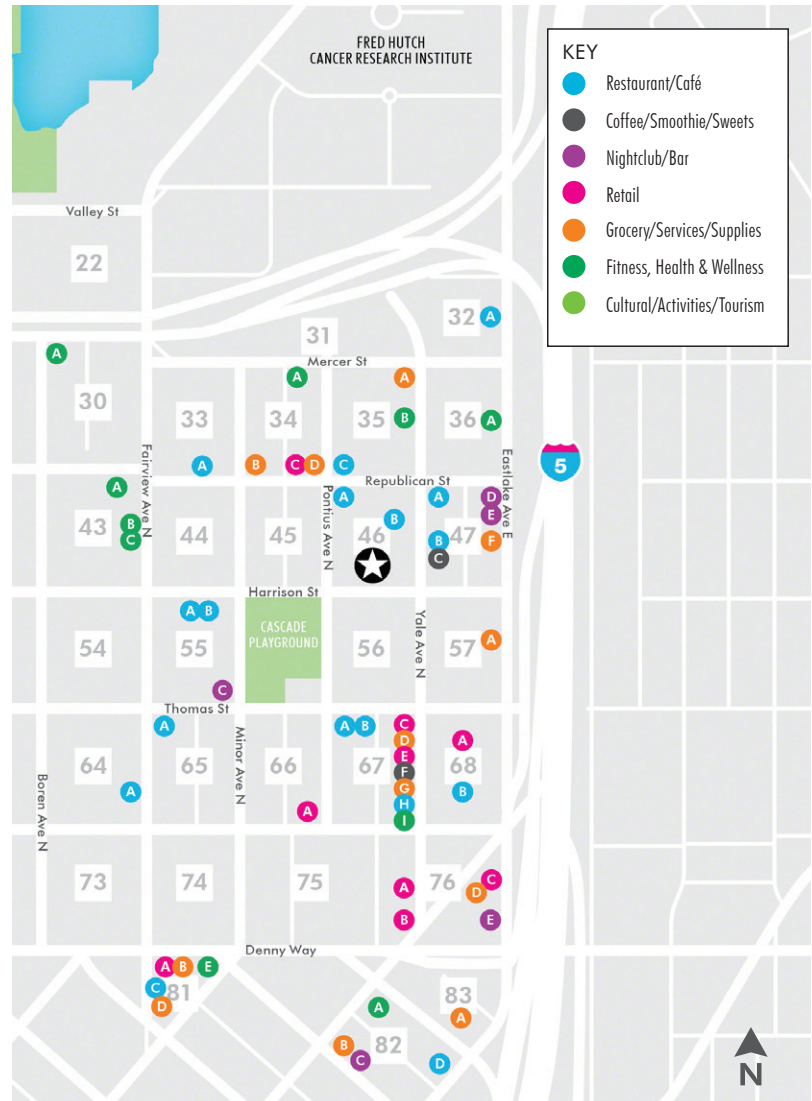 FRED HUTCH
CANCER RESEARCH INSTITUTE
KEY
Restaurant/Café
Coffee/Smoothie/Sweets
Nightclub/Bar
Retail
Grocery/Services/Supplies
Fitness, Health & Wellness
Cultural/Activities/Tourism
Valley St
22
32
A
31
Mercer St
A
30
A
A
33
34
35
B
36
A
Fairview Ave N
Eastlake Ave E
5
A
B
C
D
C
Republican St
Pontius Ave N
A
A
A
D
B
E
43
B
C
44
45
46
B
47
F
C
Harrison St
A
B
CASCADE
PLAYGROUND
Yale Ave N
54
55
56
57
A
C
Thomas St
Minor Ave N
A
A
B
C
D
A
E
64
65
66
67
F
68
Boren Ave N
A
G
B
H
A
I
73
74
75
76
A
C
D
B
E
Denny Way
A
B
E
C
81
D
A
83
A
B
82
C
D
N